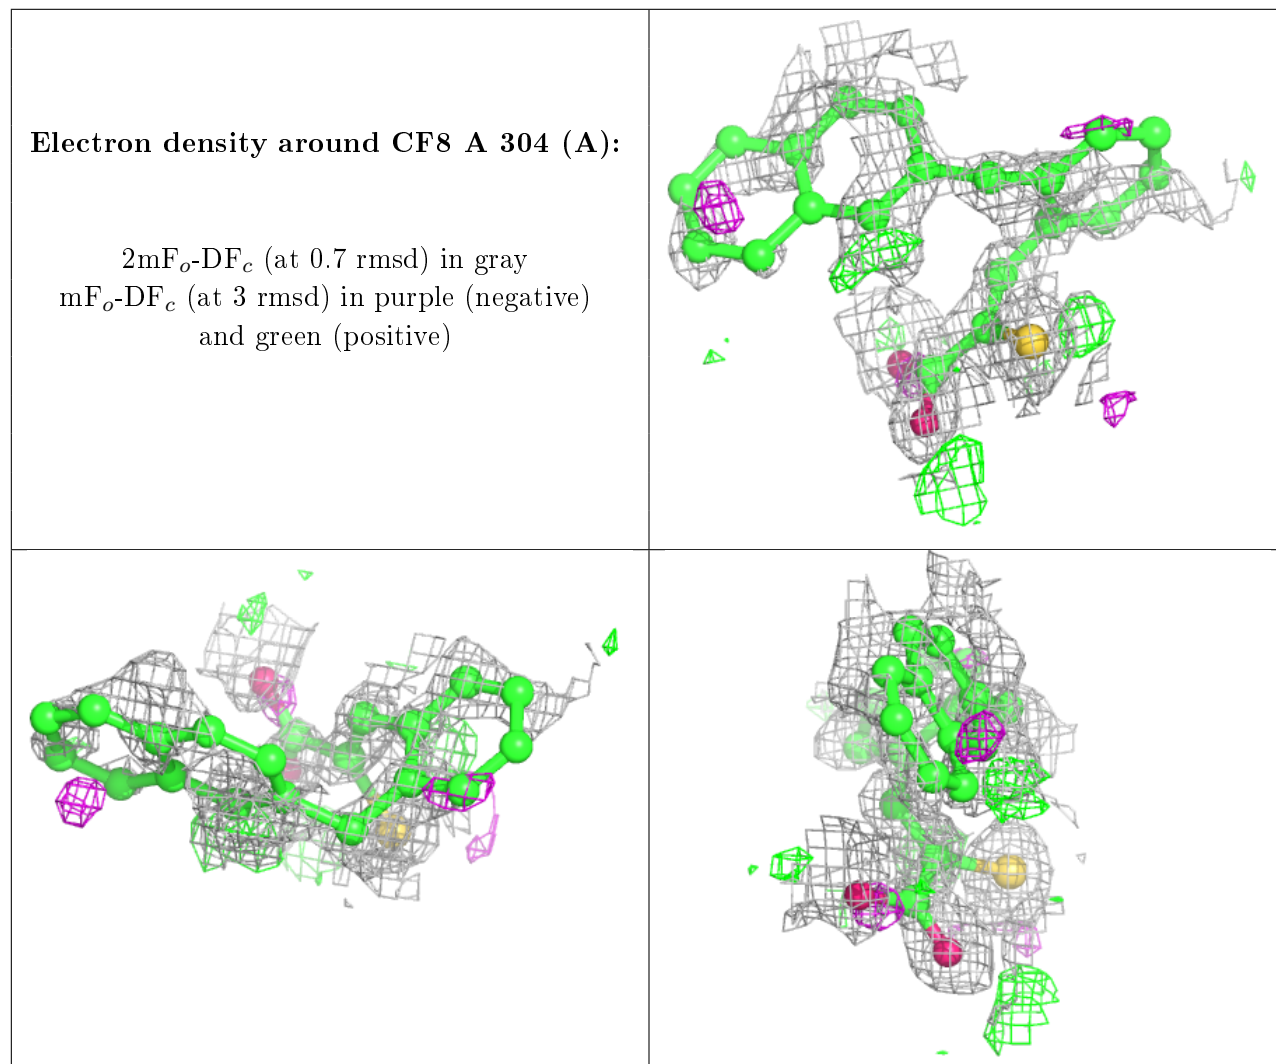 Electron density around CF8 A 304 (A):
2mFo-DFc (at 0.7 rmsd) in gray
mFo-DFc (at 3 rmsd) in purple (negative)
and green (positive)